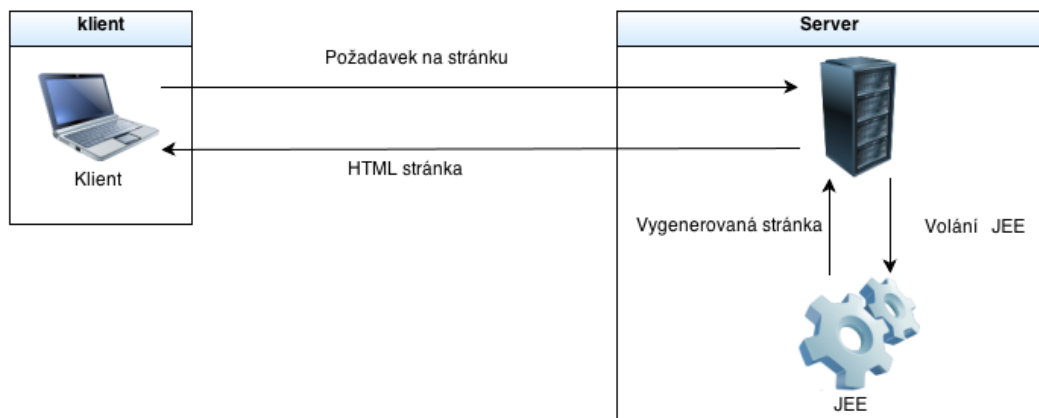 klient
Server
Požadavek na stránku
HTML stránka
Klient
Vygenerovaná stránka
Volání JEE
JEE